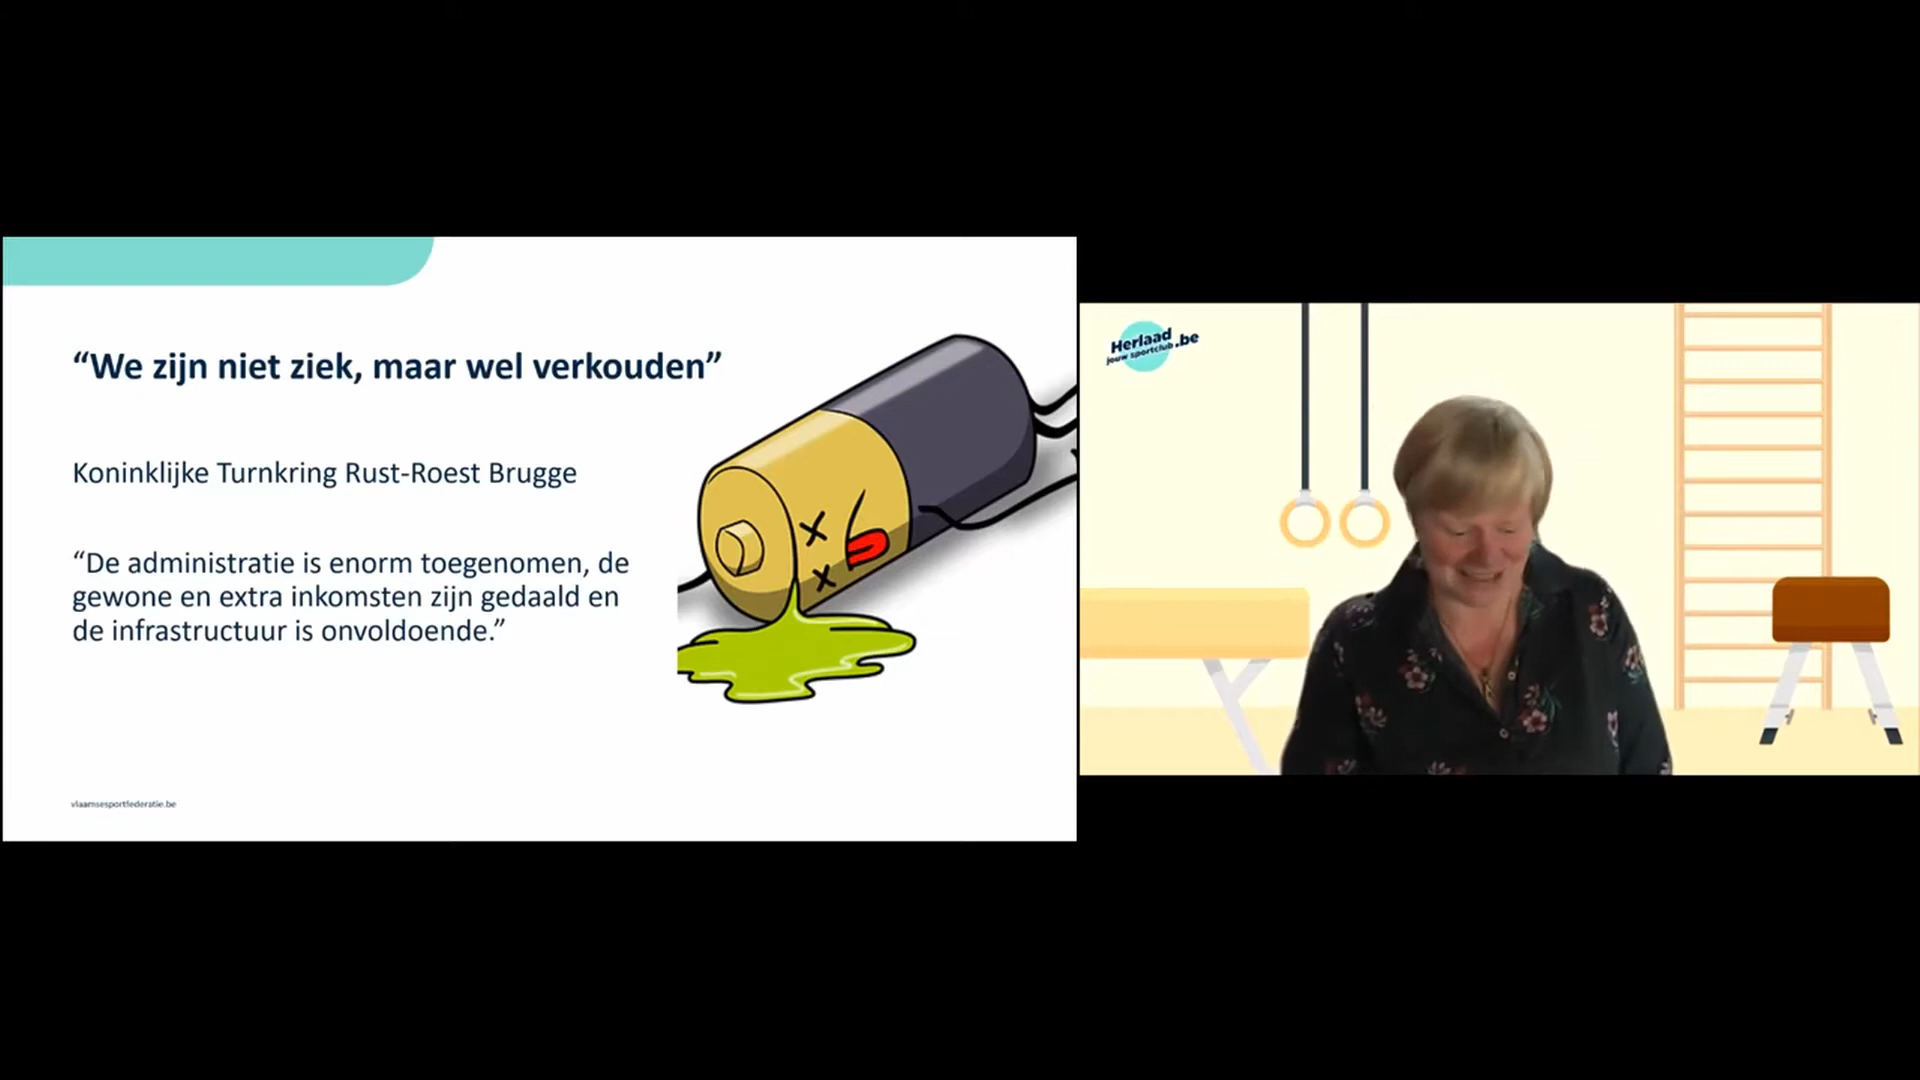 “We zijn niet ziek, maar wel verkouden”
Koninklijke Turnkring Rust-Roest Brugge
“De administratie is enorm toegenomen, de
gewone en extra inkomsten zijn gedaald en
de infrastructuur is onvoldoende.”
vlaamsesportfederatie.be
Herlaad
jouw sportclub.be